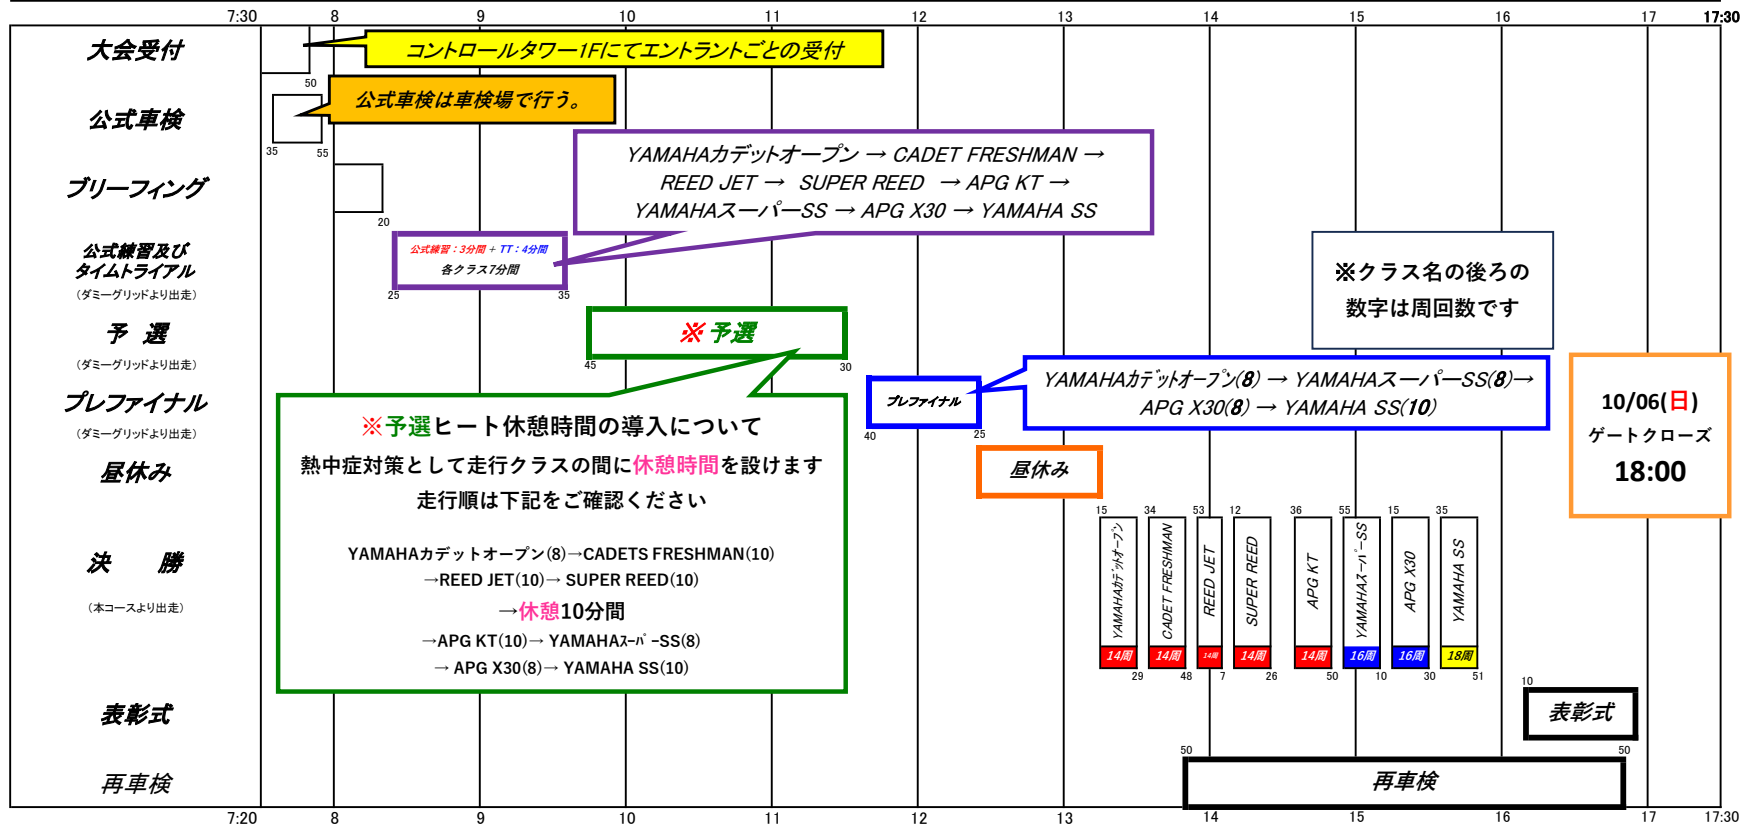 7:30 8 9 10 11 12 13 14 15 16 17 17:30
大会受付
コントロールタワー1Fにてエントラントごとの受付
50
公式車検
公式車検は車検場で行う。
35 55
YAMAHAカデットオープン → CADET FRESHMAN →
REED JET → SUPER REED → APG KT →
YAMAHAスーパーSS → APG X30 → YAMAHA SS
ブリーフィング
20
公式練習及び
タイムトライアル
(ダミーグリッドより出走)
公式練習：3分間 + TT：4分間
各クラス7分間
25 35
※クラス名の後ろの
数字は周回数です
予 選
(ダミーグリッドより出走)
※ 予選
45 30
プレファイナル
(ダミーグリッドより出走)
プレファイナル
40 25
YAMAHAカデットオープン(8) → YAMAHAスーパーSS(8)→
APG X30(8) → YAMAHA SS(10)
10/06(日)
ゲートクローズ
18:00
※予選ヒート休憩時間の導入について
熱中症対策として走行クラスの間に休憩時間を設けます
走行順は下記をご確認ください
YAMAHAカデットオープン(8)→CADETS FRESHMAN(10)
→REED JET(10)→ SUPER REED(10)
→休憩10分間
→APG KT(10)→ YAMAHAスーパーSS(8)
→ APG X30(8)→ YAMAHA SS(10)
昼休み
昼休み
決 勝
(本コースより出走)
15 34 53 12 36 55 15 35
YAMAHAカデットオープン
CADET FRESHMAN
REED JET
SUPER REED
APG KT
YAMAHAスーパーSS
APG X30
YAMAHA SS
14周 14周 14周 14周 14周 16周 16周 18周
29 48 7 26 50 10 30 51
表彰式
10
表彰式
再車検
50 50
再車検
7:20 8 9 10 11 12 13 14 15 16 17 17:30